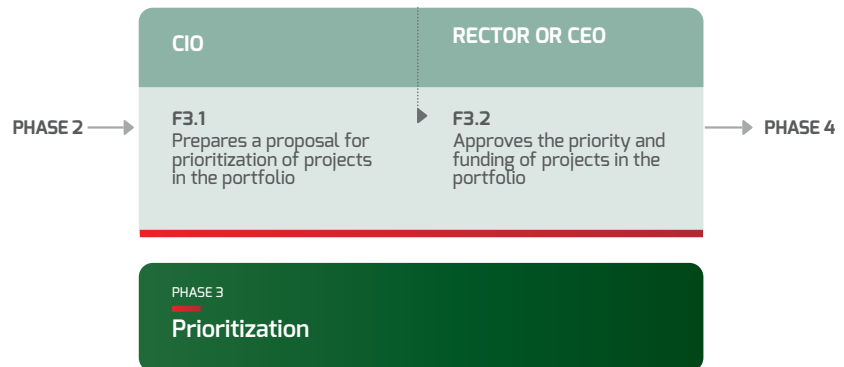 CIO
RECTOR OR CEO
PHASE 2
F3.1
Prepares a proposal for
prioritization of projects
in the portfolio
F3.2
Approves the priority and
funding of projects in the
portfolio
PHASE 4
PHASE 3
Prioritization